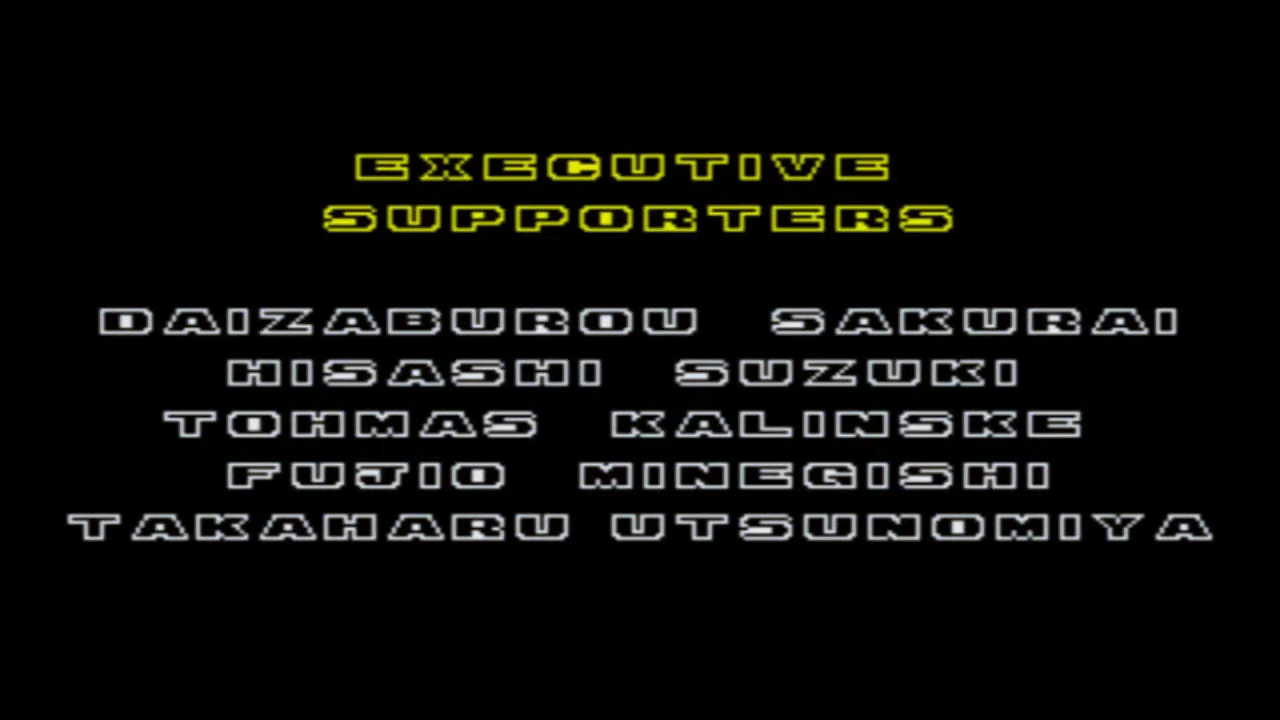 EXECUTIVE
SUPPORTERS
DAIZABUROU SAKURAI
HISASHI SUZUKI
TOHMAS KALINSKE
FUJIO MINEGISHI
TAKAHARU UTSUNOMIYA